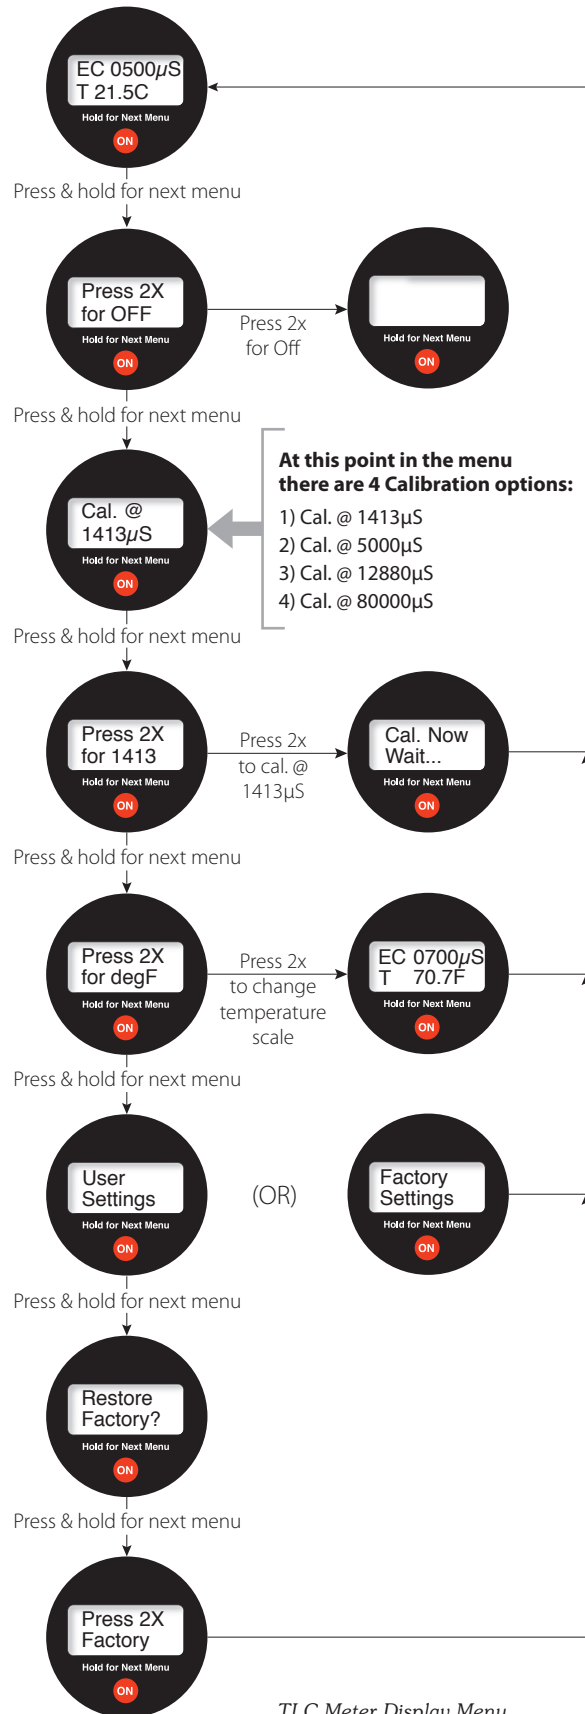 EC 0500µS
T 21.5C
Hold for Next Menu
ON
Press & hold for next menu
Press 2X
for OFF
Hold for Next Menu
ON
Press 2x
for Off
Hold for Next Menu
ON
Press & hold for next menu
Cal. @
1413µS
Hold for Next Menu
ON
At this point in the menu
there are 4 Calibration options:
1) Cal. @ 1413µS
2) Cal. @ 5000µS
3) Cal. @ 12880µS
4) Cal. @ 80000µS
Press & hold for next menu
Press 2X
for 1413
Hold for Next Menu
ON
Press 2x
to cal. @
1413µS
Cal. Now
Wait...
Hold for Next Menu
ON
Press & hold for next menu
Press 2X
for degF
Hold for Next Menu
ON
Press 2x
to change
temperature
scale
EC 0700µS
T 70.7F
Hold for Next Menu
ON
Press & hold for next menu
User
Settings
Hold for Next Menu
ON
(OR)
Factory
Settings
Hold for Next Menu
ON
Press & hold for next menu
Restore
Factory?
Hold for Next Menu
ON
Press & hold for next menu
Press 2X
Factory
Hold for Next Menu
ON
TLC Meter Display Menu